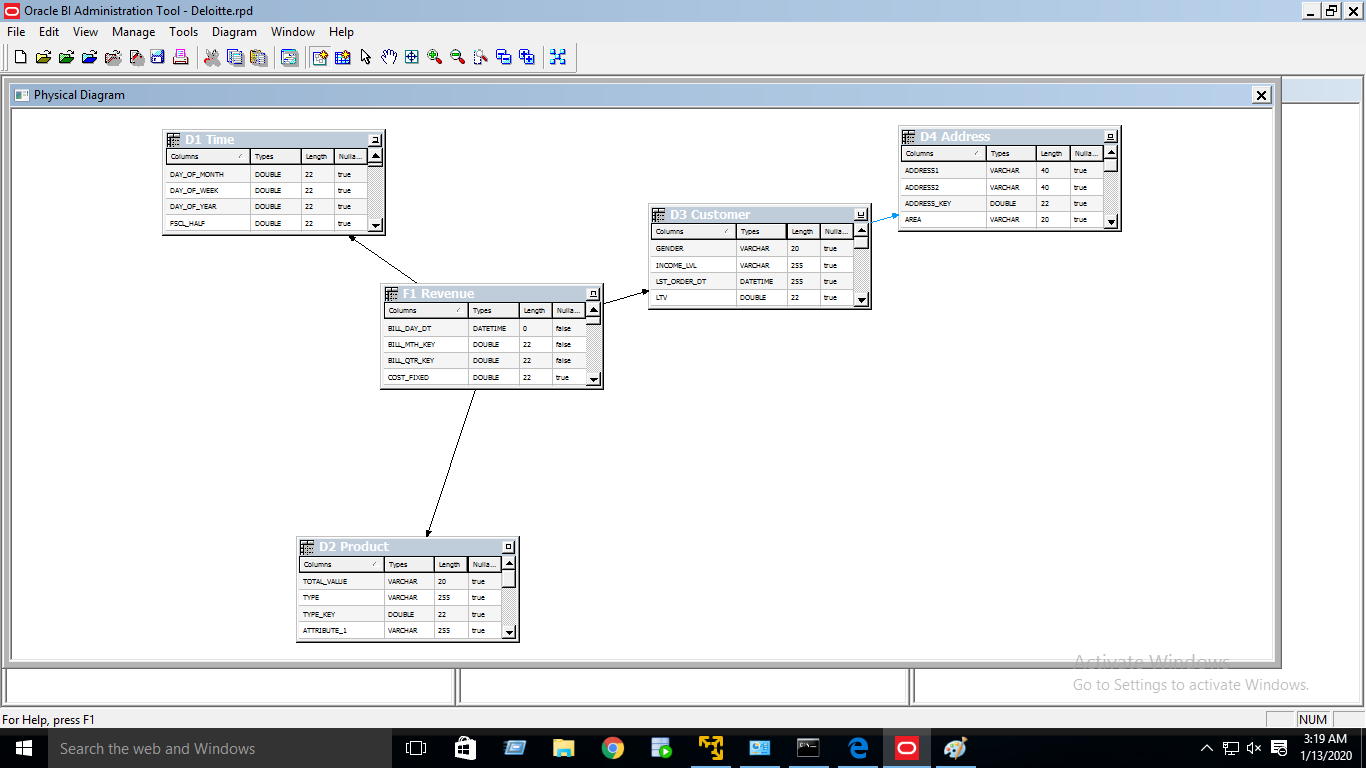 Oracle BI Administration Tool - Deloitte.rpd
File Edit View Manage Tools Diagram Window Help
Physical Diagram
D1 Time
Columns Types Length Nulla...
DAY_OF_MONTH DOUBLE 22 true
DAY_OF_WEEK DOUBLE 22 true
DAY_OF_YEAR DOUBLE 22 true
FSCL_HALF DOUBLE 22 true
D4 Address
Columns Types Length Nulla...
ADDRESS1 VARCHAR 40 true
ADDRESS2 VARCHAR 40 true
ADDRESS_KEY DOUBLE 22 true
AREA VARCHAR 20 true
D3 Customer
Columns Types Length Nulla...
GENDER VARCHAR 20 true
INCOME_LVL VARCHAR 255 true
LST_ORDER_DT DATETIME 255 true
LTV DOUBLE 22 true
F1 Revenue
Columns Types Length Nulla...
BILL_DAY_DT DATETIME 0 false
BILL_MTH_KEY DOUBLE 22 false
BILL_QTR_KEY DOUBLE 22 false
COST_FIXED DOUBLE 22 true
D2 Product
Columns Types Length Nulla...
TOTAL_VALUE VARCHAR 20 true
TYPE VARCHAR 255 true
TYPE_KEY DOUBLE 22 true
ATTRIBUTE_1 VARCHAR 255 true
Activate Windows
Go to Settings to activate Windows.
For Help, press F1
NUM
Search the web and Windows
3:19 AM
1/13/2020